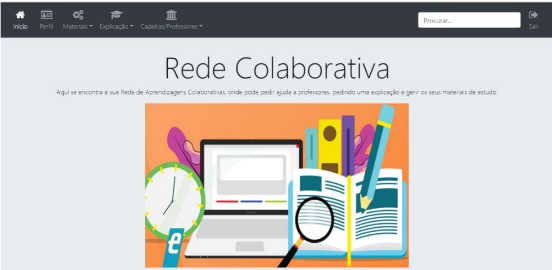 Início Perfil Materiais Explicação Cadeiras/Professores Procurar... Sair
Rede Colaborativa
Aqui se encontra a sua Rede de Aprendizagens Colaborativas, onde pode pedir ajuda a professores, pedindo uma explicação e gerir os seus materiais de estudo.
e